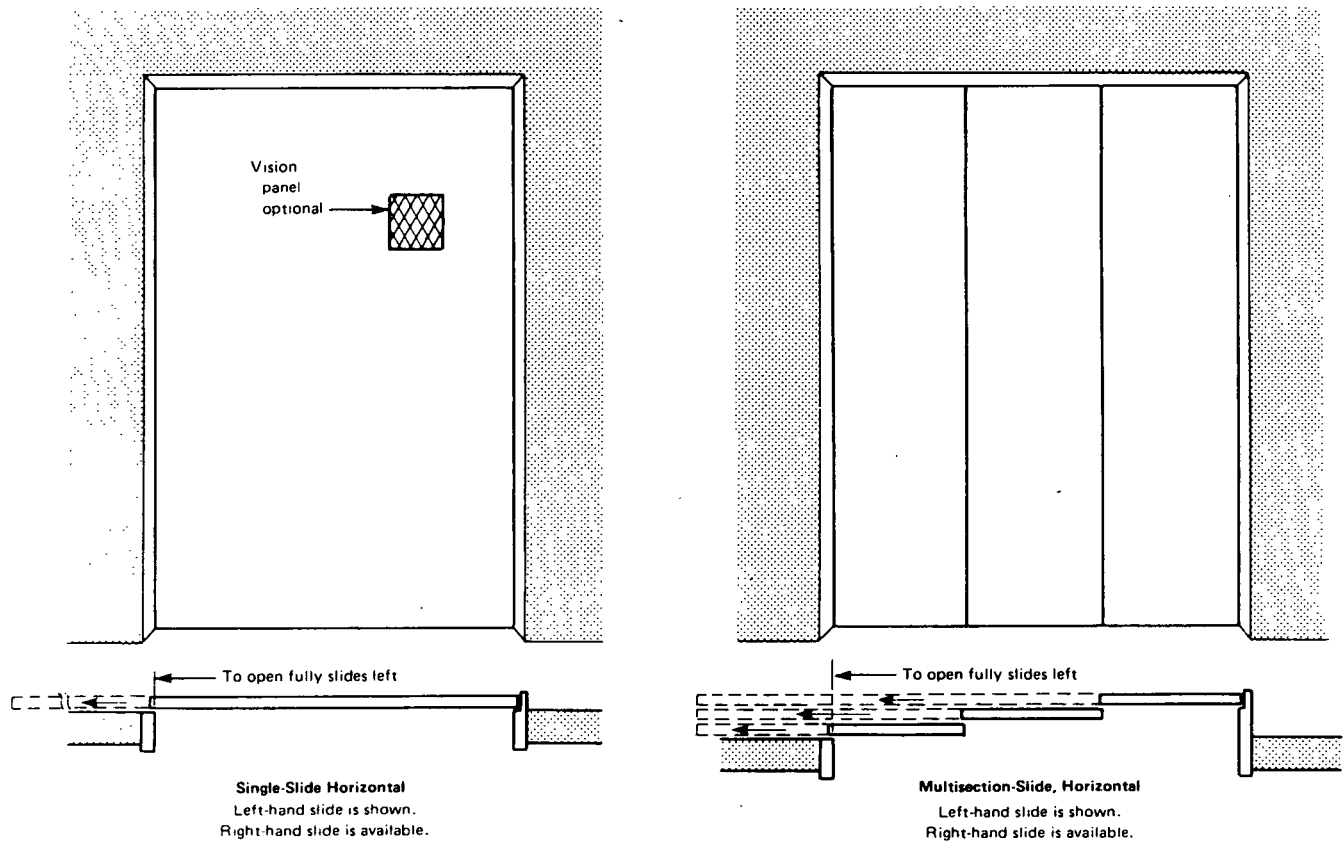 Vision
panel
optional
To open fully slides left
Single-Slide Horizontal
Left-hand slide is shown.
Right-hand slide is available.
To open fully slides left
Multisection-Slide, Horizontal
Left-hand slide is shown.
Right-hand slide is available.